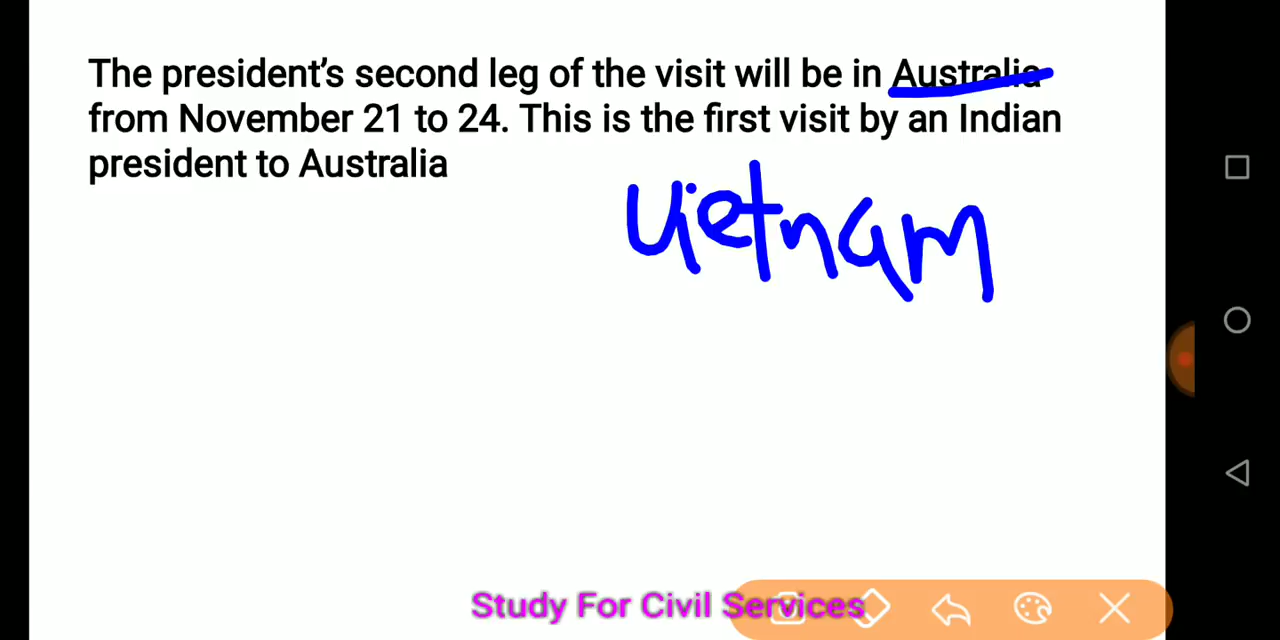 The president's second leg of the visit will be in Australia
from November 21 to 24. This is the first visit by an Indian
president to Australia
Vietnam
Study For Civil Services